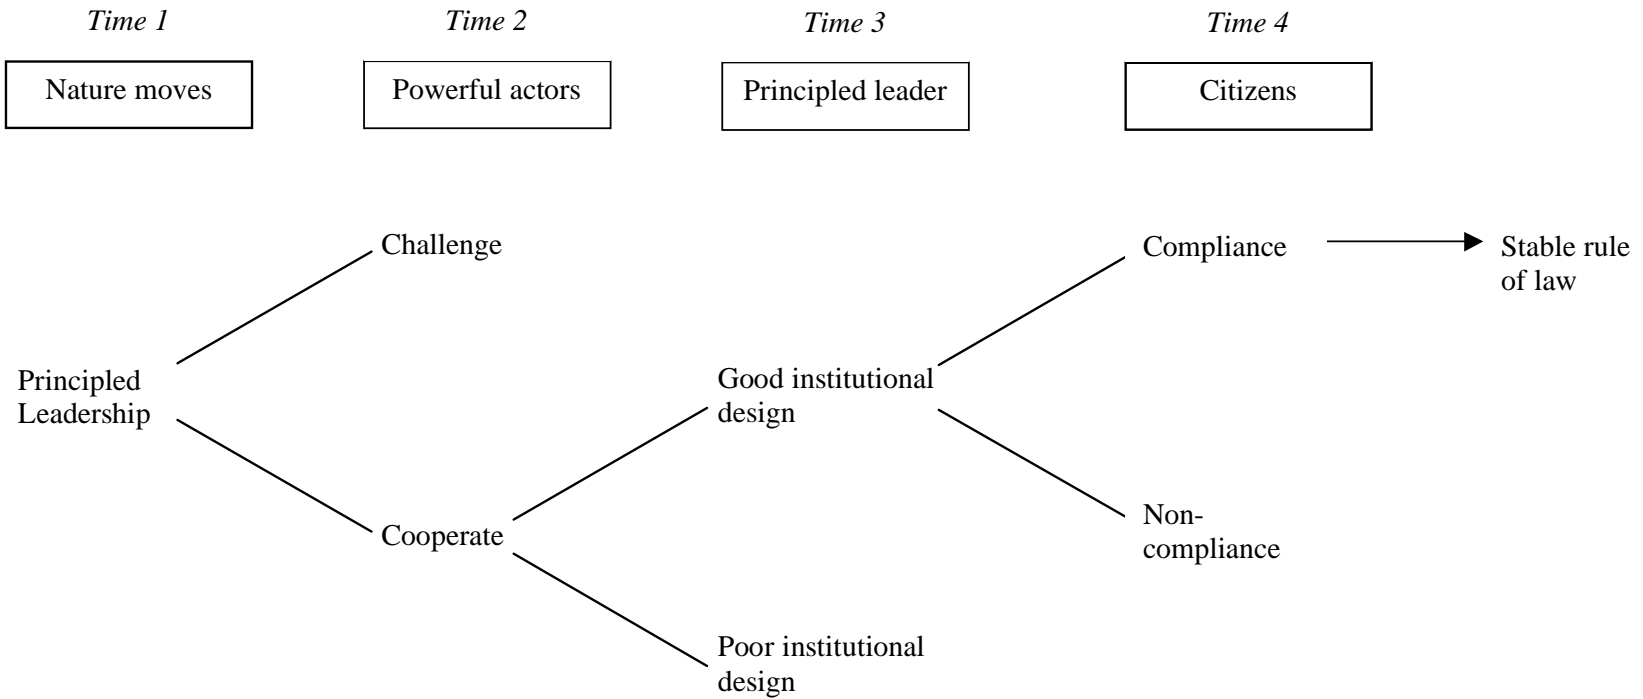 Time 1
Time 2
Time 3
Time 4
Nature moves
Powerful actors
Principled leader
Citizens
Challenge
Compliance
Stable rule
of law
Principled
Leadership
Good institutional
design
Cooperate
Non-
compliance
Poor institutional
design